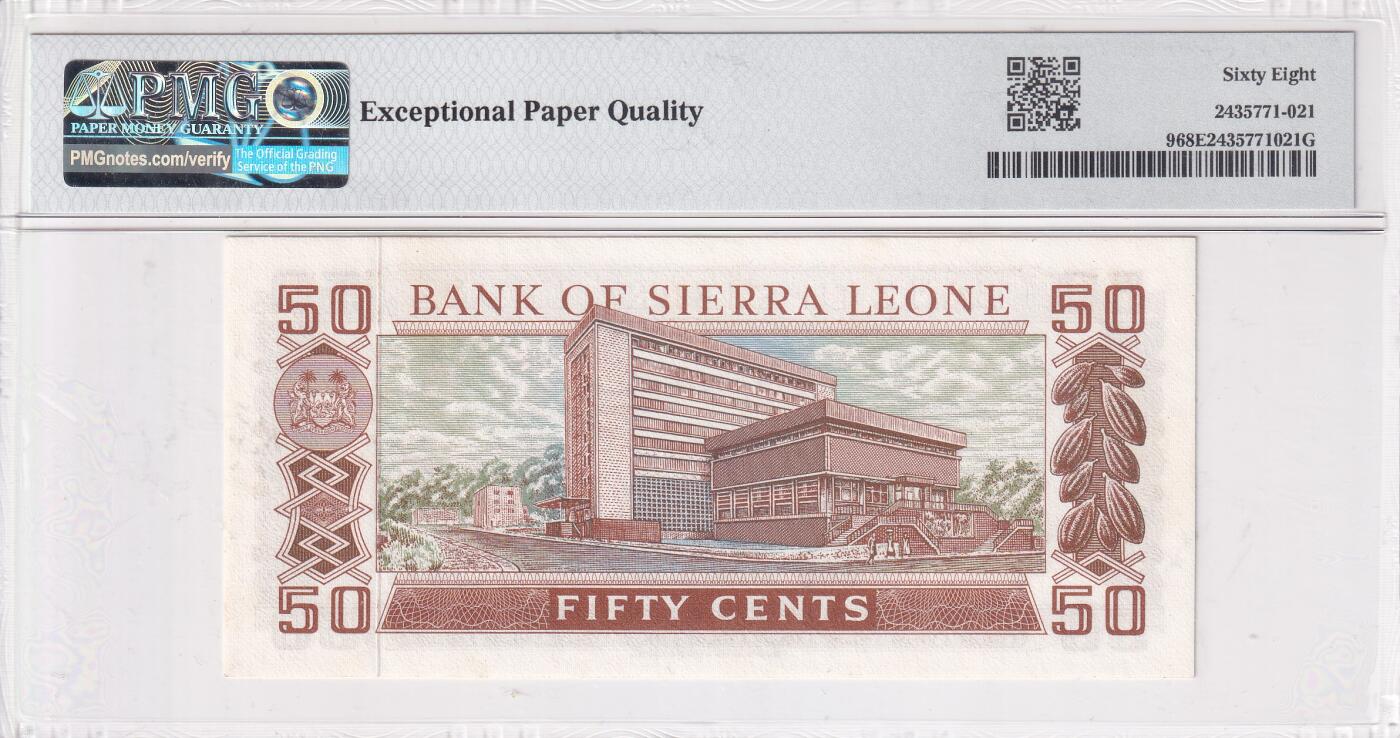 PMG
PAPER MONEY GUARANTY
PMGnotes.com/verify
The Official Grading
Service of the PNG
Exceptional Paper Quality
Sixty Eight
2435771-021
968E2435771021G
50 BANK OF SIERRA LEONE 50
50 FIFTY CENTS 50